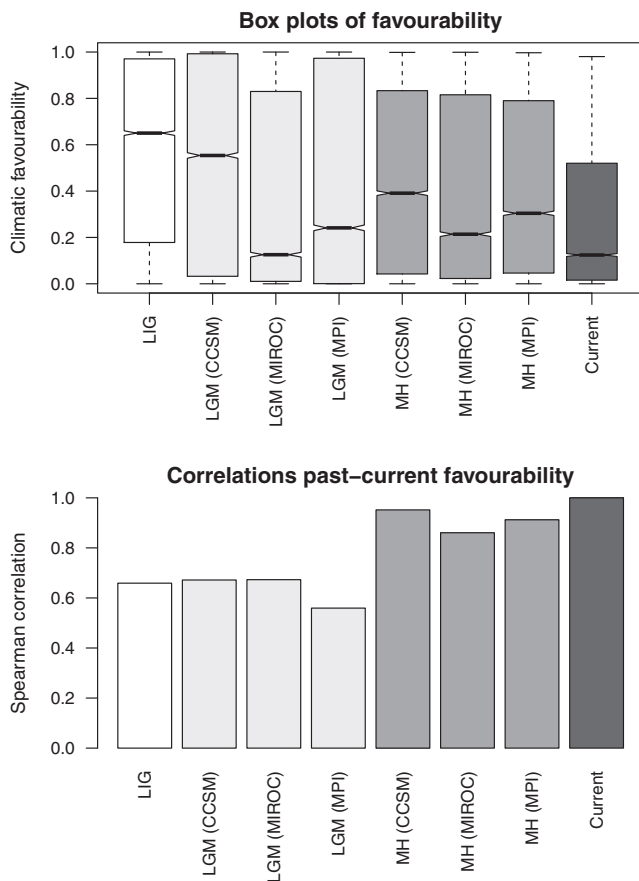 Box plots of favourability
Climatic favourability
1.0
0.8
0.6
0.4
0.2
0.0
LIG
LGM (CCSM)
LGM (MIROC)
LGM (MPI)
MH (CCSM)
MH (MIROC)
MH (MPI)
Current
Correlations past−current favourability
Spearman correlation
1.0
0.8
0.6
0.4
0.2
0.0
LIG
LGM (CCSM)
LGM (MIROC)
LGM (MPI)
MH (CCSM)
MH (MIROC)
MH (MPI)
Current